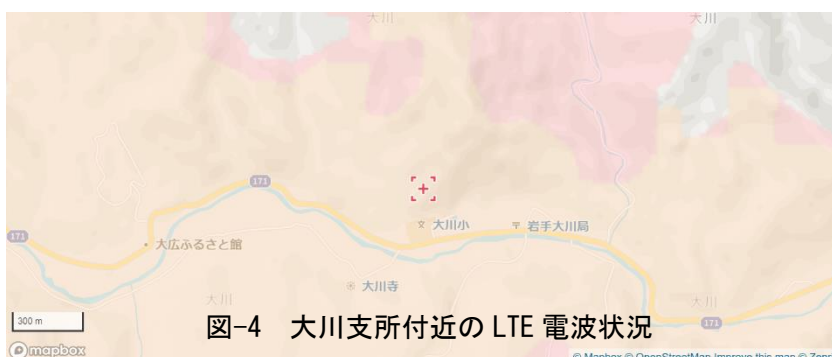 大川
大川
171
171
大川小
岩手大川局
大広ふるさと館
大川寺
大川
大川
171
300 m
図-4 大川支所付近の LTE 電波状況
mapbox
© Mapbox © OpenStreetMap Improve this map © Zenr